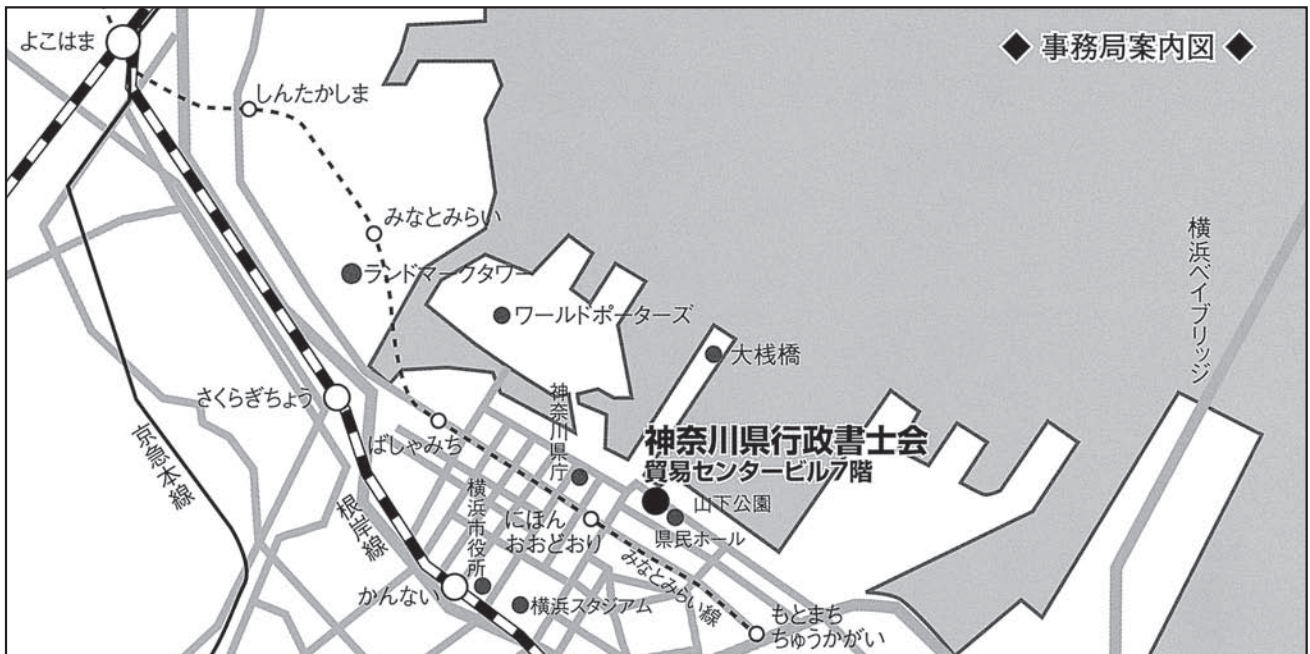 ◆ 事務局案内図 ◆
よこはま
しんたかしま
みなとみらい
ランドマークタワー
ワールドポーターズ
大桟橋
横浜ベイブリッジ
さくらぎちょう
ばしゃみち
神奈川県庁
神奈川県行政書士会
貿易センタービル7階
山下公園
県民ホール
にほん
おおどおり
横浜市役所
京急本線
根岸線
かんない
横浜スタジアム
みなとみらい線
もとまち
ちゅうかがい